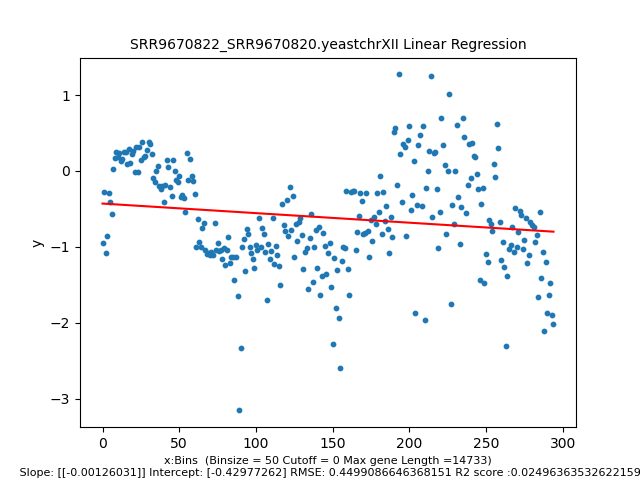 SRR9670822_SRR9670820.yeastchrXII Linear Regression
1
0
−1
−2
−3
y
0 50 100 150 200 250 300
x:Bins (Binsize = 50 Cutoff = 0 Max gene Length =14733)
Slope: [[-0.00126031]] Intercept: [-0.42977262] RMSE: 0.4499086646368151 R2 score :0.02496363532622159